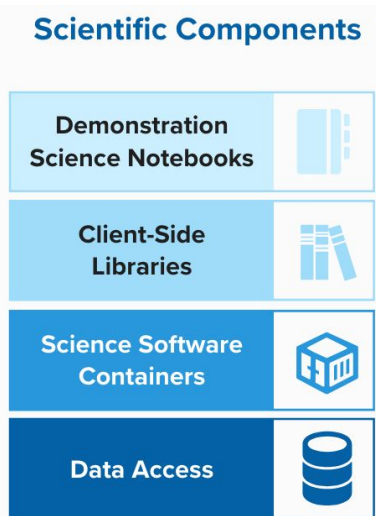 Scientific Components
Demonstration
Science Notebooks
Client-Side
Libraries
Science Software
Containers
Data Access